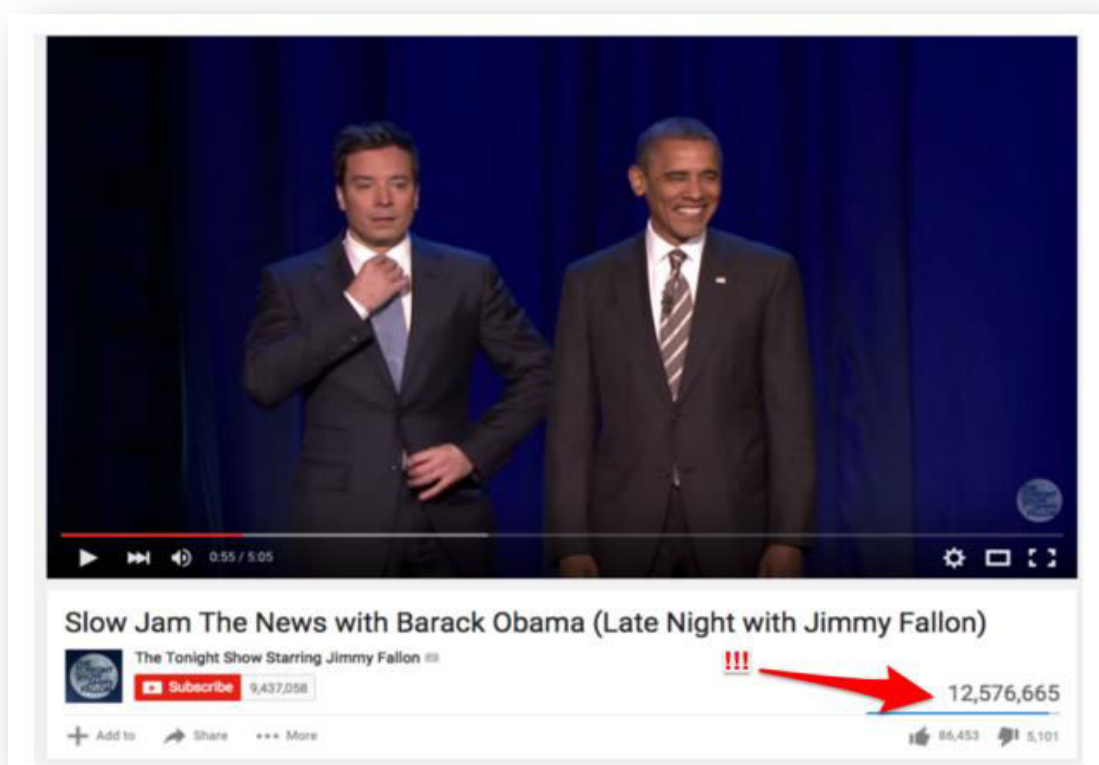 0:55 / 5:05
Slow Jam The News with Barack Obama (Late Night with Jimmy Fallon)
The Tonight Show Starring Jimmy Fallon
!!!
Subscribe 9,437,058
12,576,665
Add to Share More
86,453 5,101